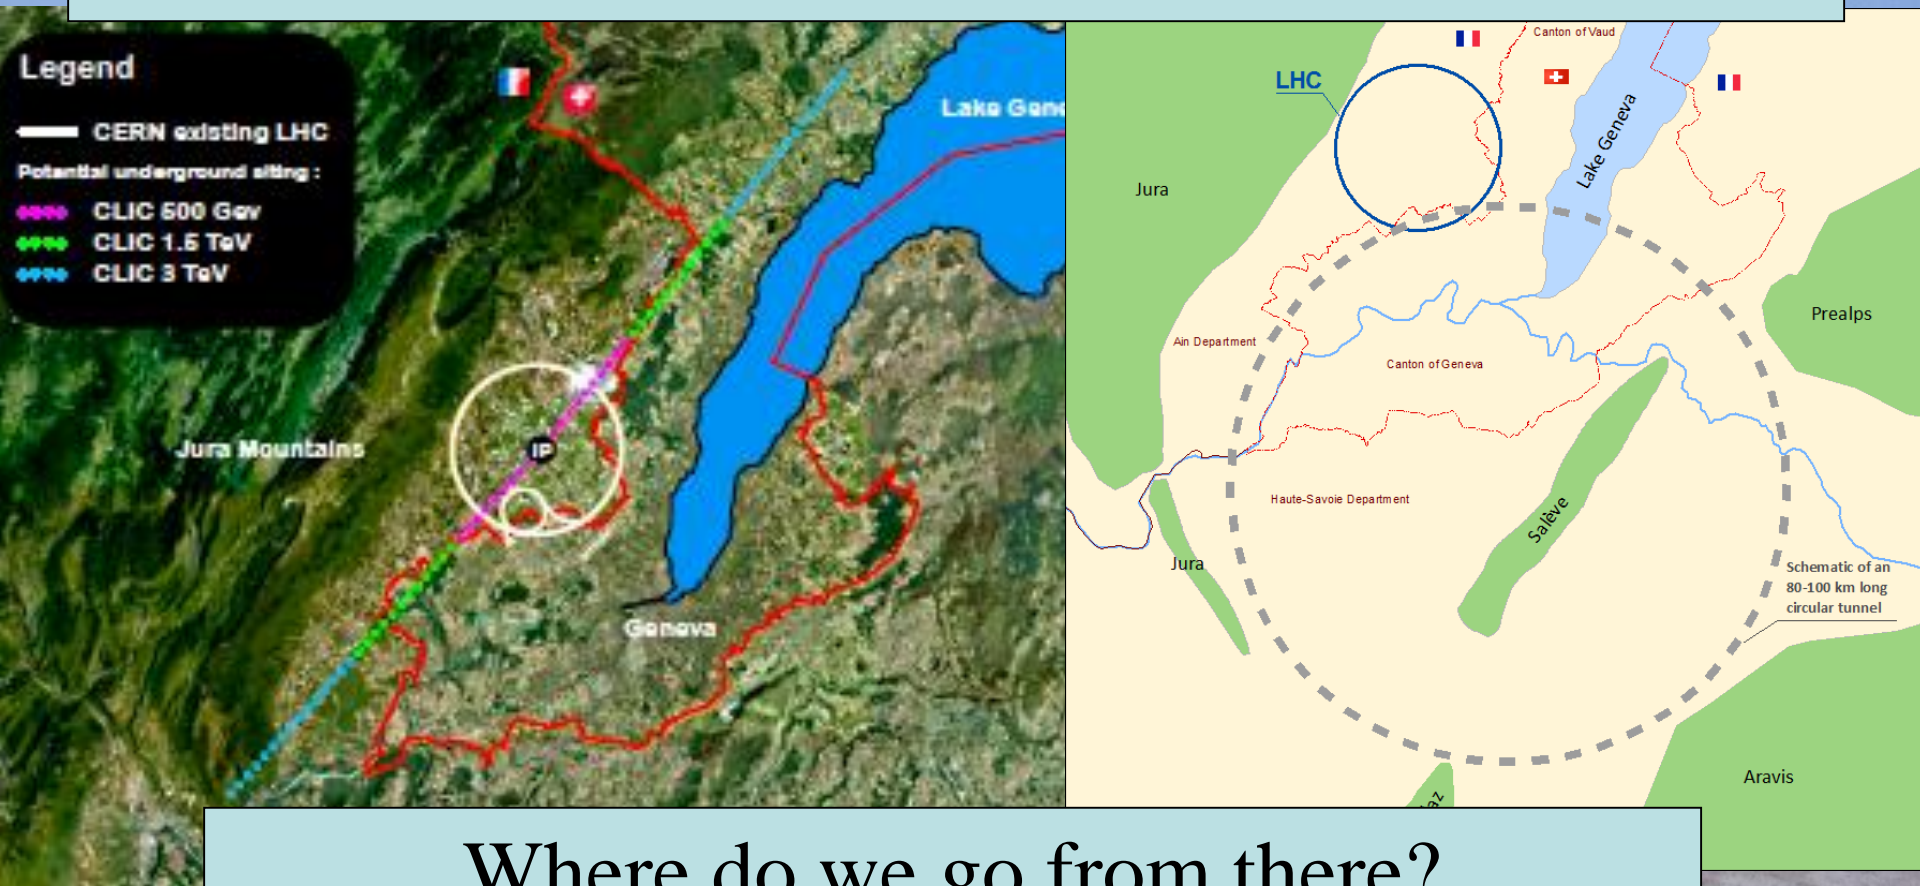 Legend
CERN existing LHC
Potential underground siting :
CLIC 500 Gev
CLIC 1.5 TeV
CLIC 3 TeV
Lake Gene
Jura Mountains
IP
Geneva
Canton of Vaud
LHC
Lake Geneva
Jura
Prealps
Ain Department
Canton of Geneva
Haute-Savoie Department
Salève
Jura
Schematic of an
80-100 km long
circular tunnel
Aravis
az
Where do we go from there?